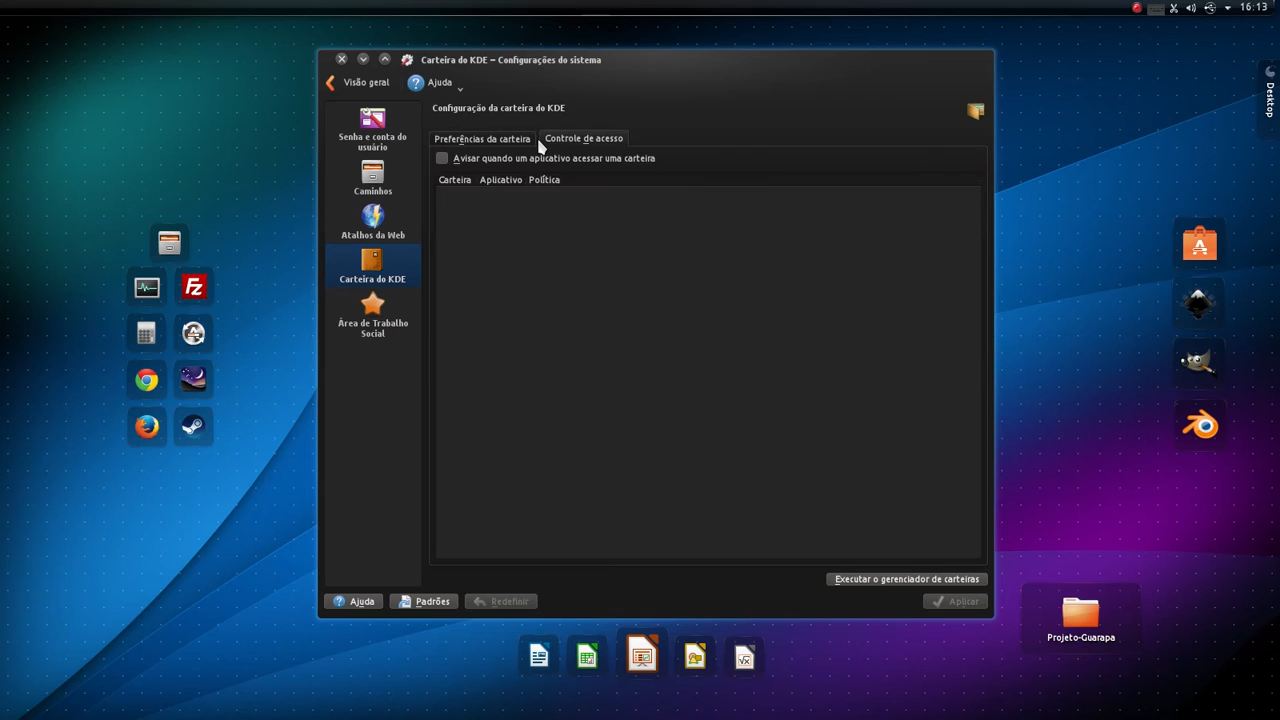 16:13
Carteira do KDE – Configurações do sistema
Visão geral
Ajuda
Configuração da carteira do KDE
Senha e conta do
usuário
Caminhos
Atalhos da Web
Carteira do KDE
Área de Trabalho
Social
Preferências da carteira
Controle de acesso
Avisar quando um aplicativo acessar uma carteira
Carteira Aplicativo Política
Executar o gerenciador de carteiras
Ajuda
Padrões
Redefinir
Aplicar
Desktop
Fz
Projeto-Guarapa